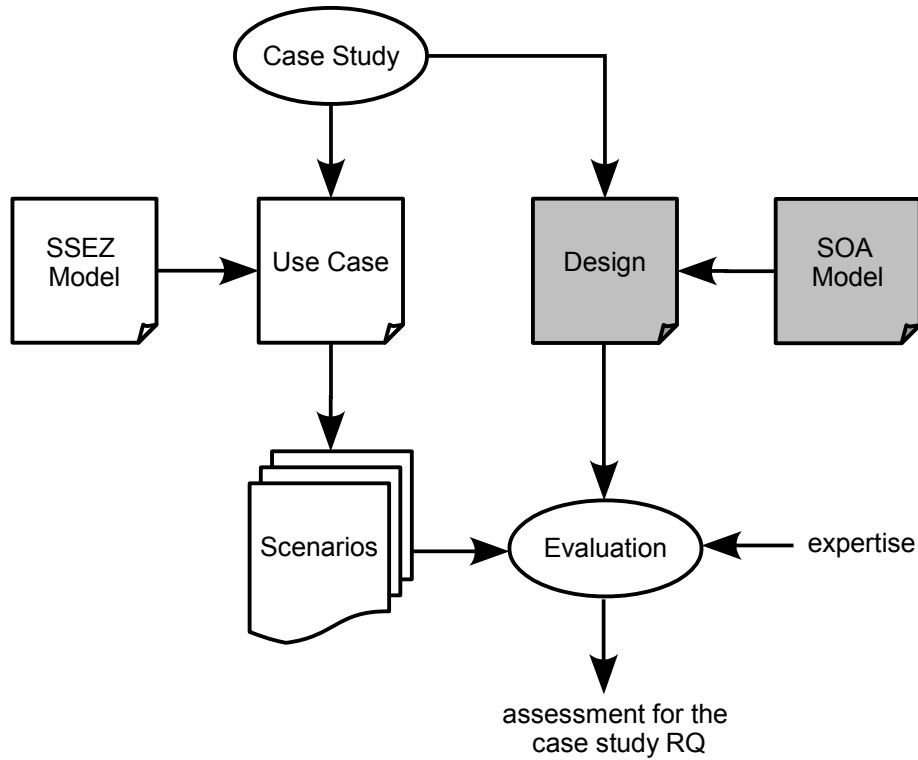 Case Study
SSEZ
Model
Use Case
Design
SOA
Model
Scenarios
Evaluation
expertise
assessment for the
case study RQ